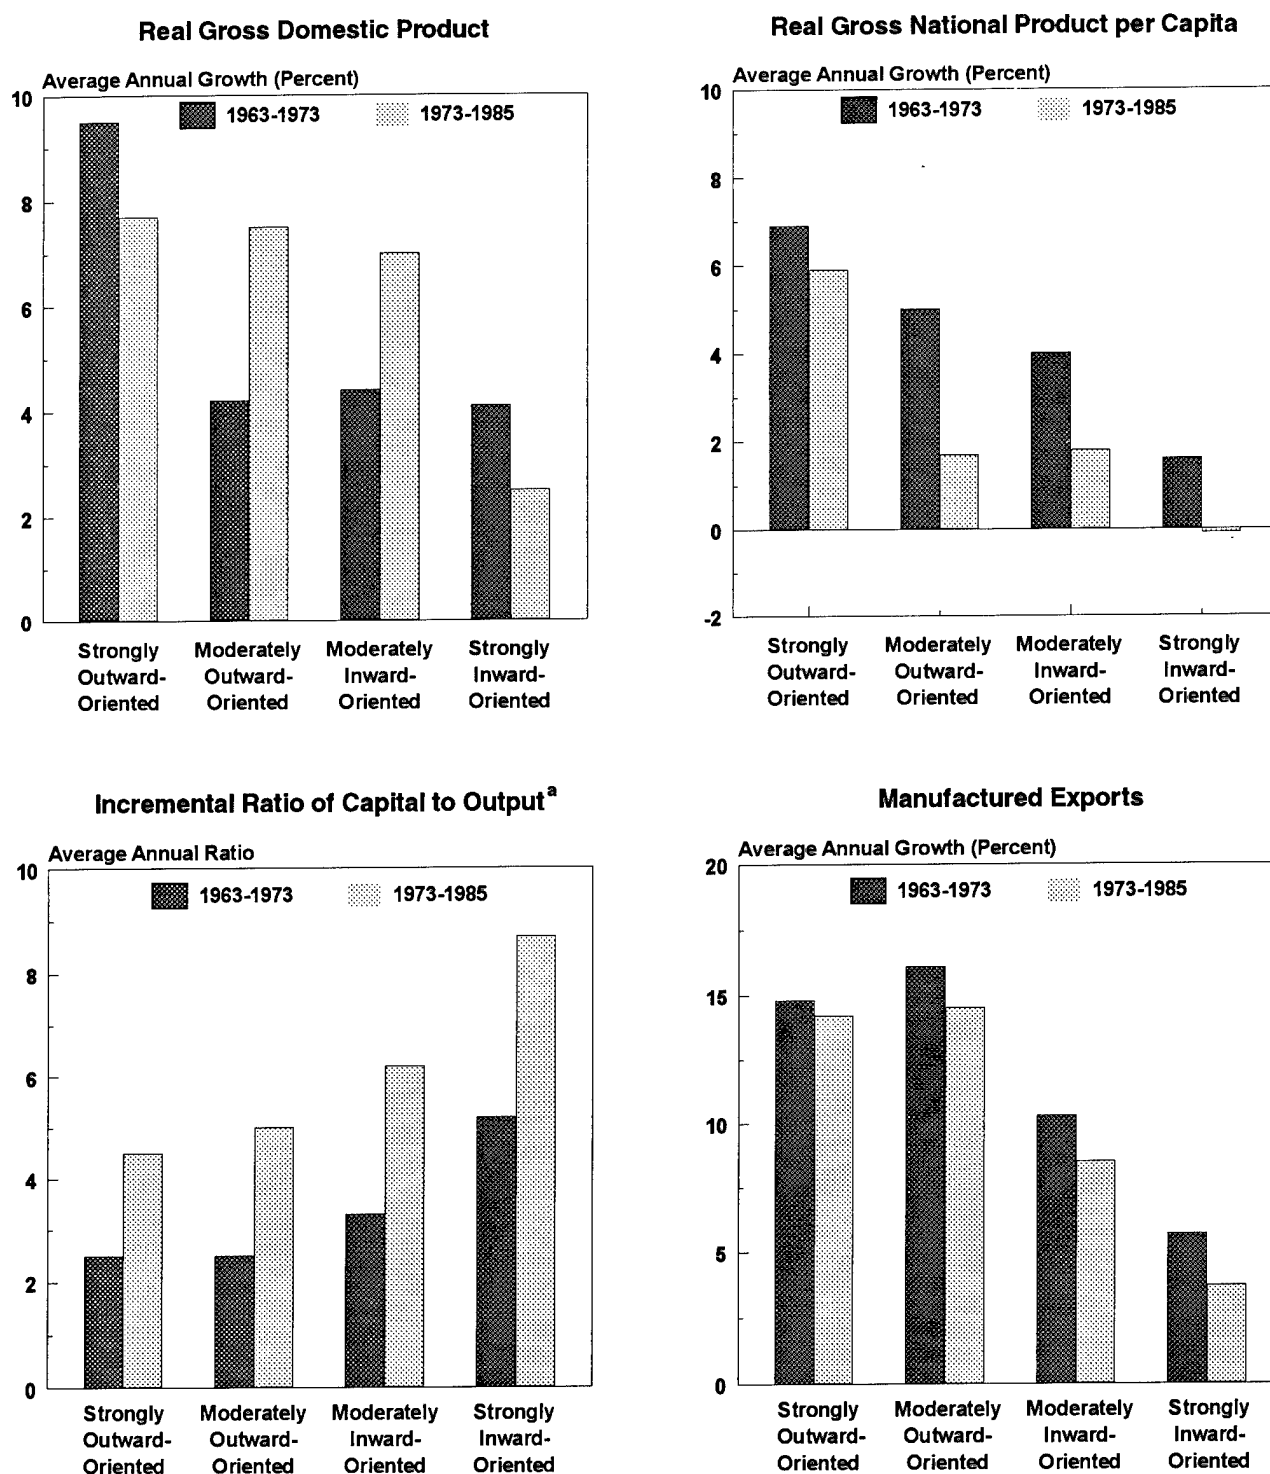 Real Gross Domestic Product
Average Annual Growth (Percent)
10
1963-1973
1973-1985
8
6
4
2
0
Strongly
Outward-
Oriented
Moderately
Outward-
Oriented
Moderately
Inward-
Oriented
Strongly
Inward-
Oriented
Real Gross National Product per Capita
Average Annual Growth (Percent)
10
1963-1973
1973-1985
8
6
4
2
0
-2
Strongly
Outward-
Oriented
Moderately
Outward-
Oriented
Moderately
Inward-
Oriented
Strongly
Inward-
Oriented
Incremental Ratio of Capital to Output a
Average Annual Ratio
10
1963-1973
1973-1985
8
6
4
2
0
Strongly
Outward-
Oriented
Moderately
Outward-
Oriented
Moderately
Inward-
Oriented
Strongly
Inward-
Oriented
Manufactured Exports
Average Annual Growth (Percent)
20
1963-1973
1973-1985
15
10
5
0
Strongly
Outward-
Oriented
Moderately
Outward-
Oriented
Moderately
Inward-
Oriented
Strongly
Inward-
Oriented